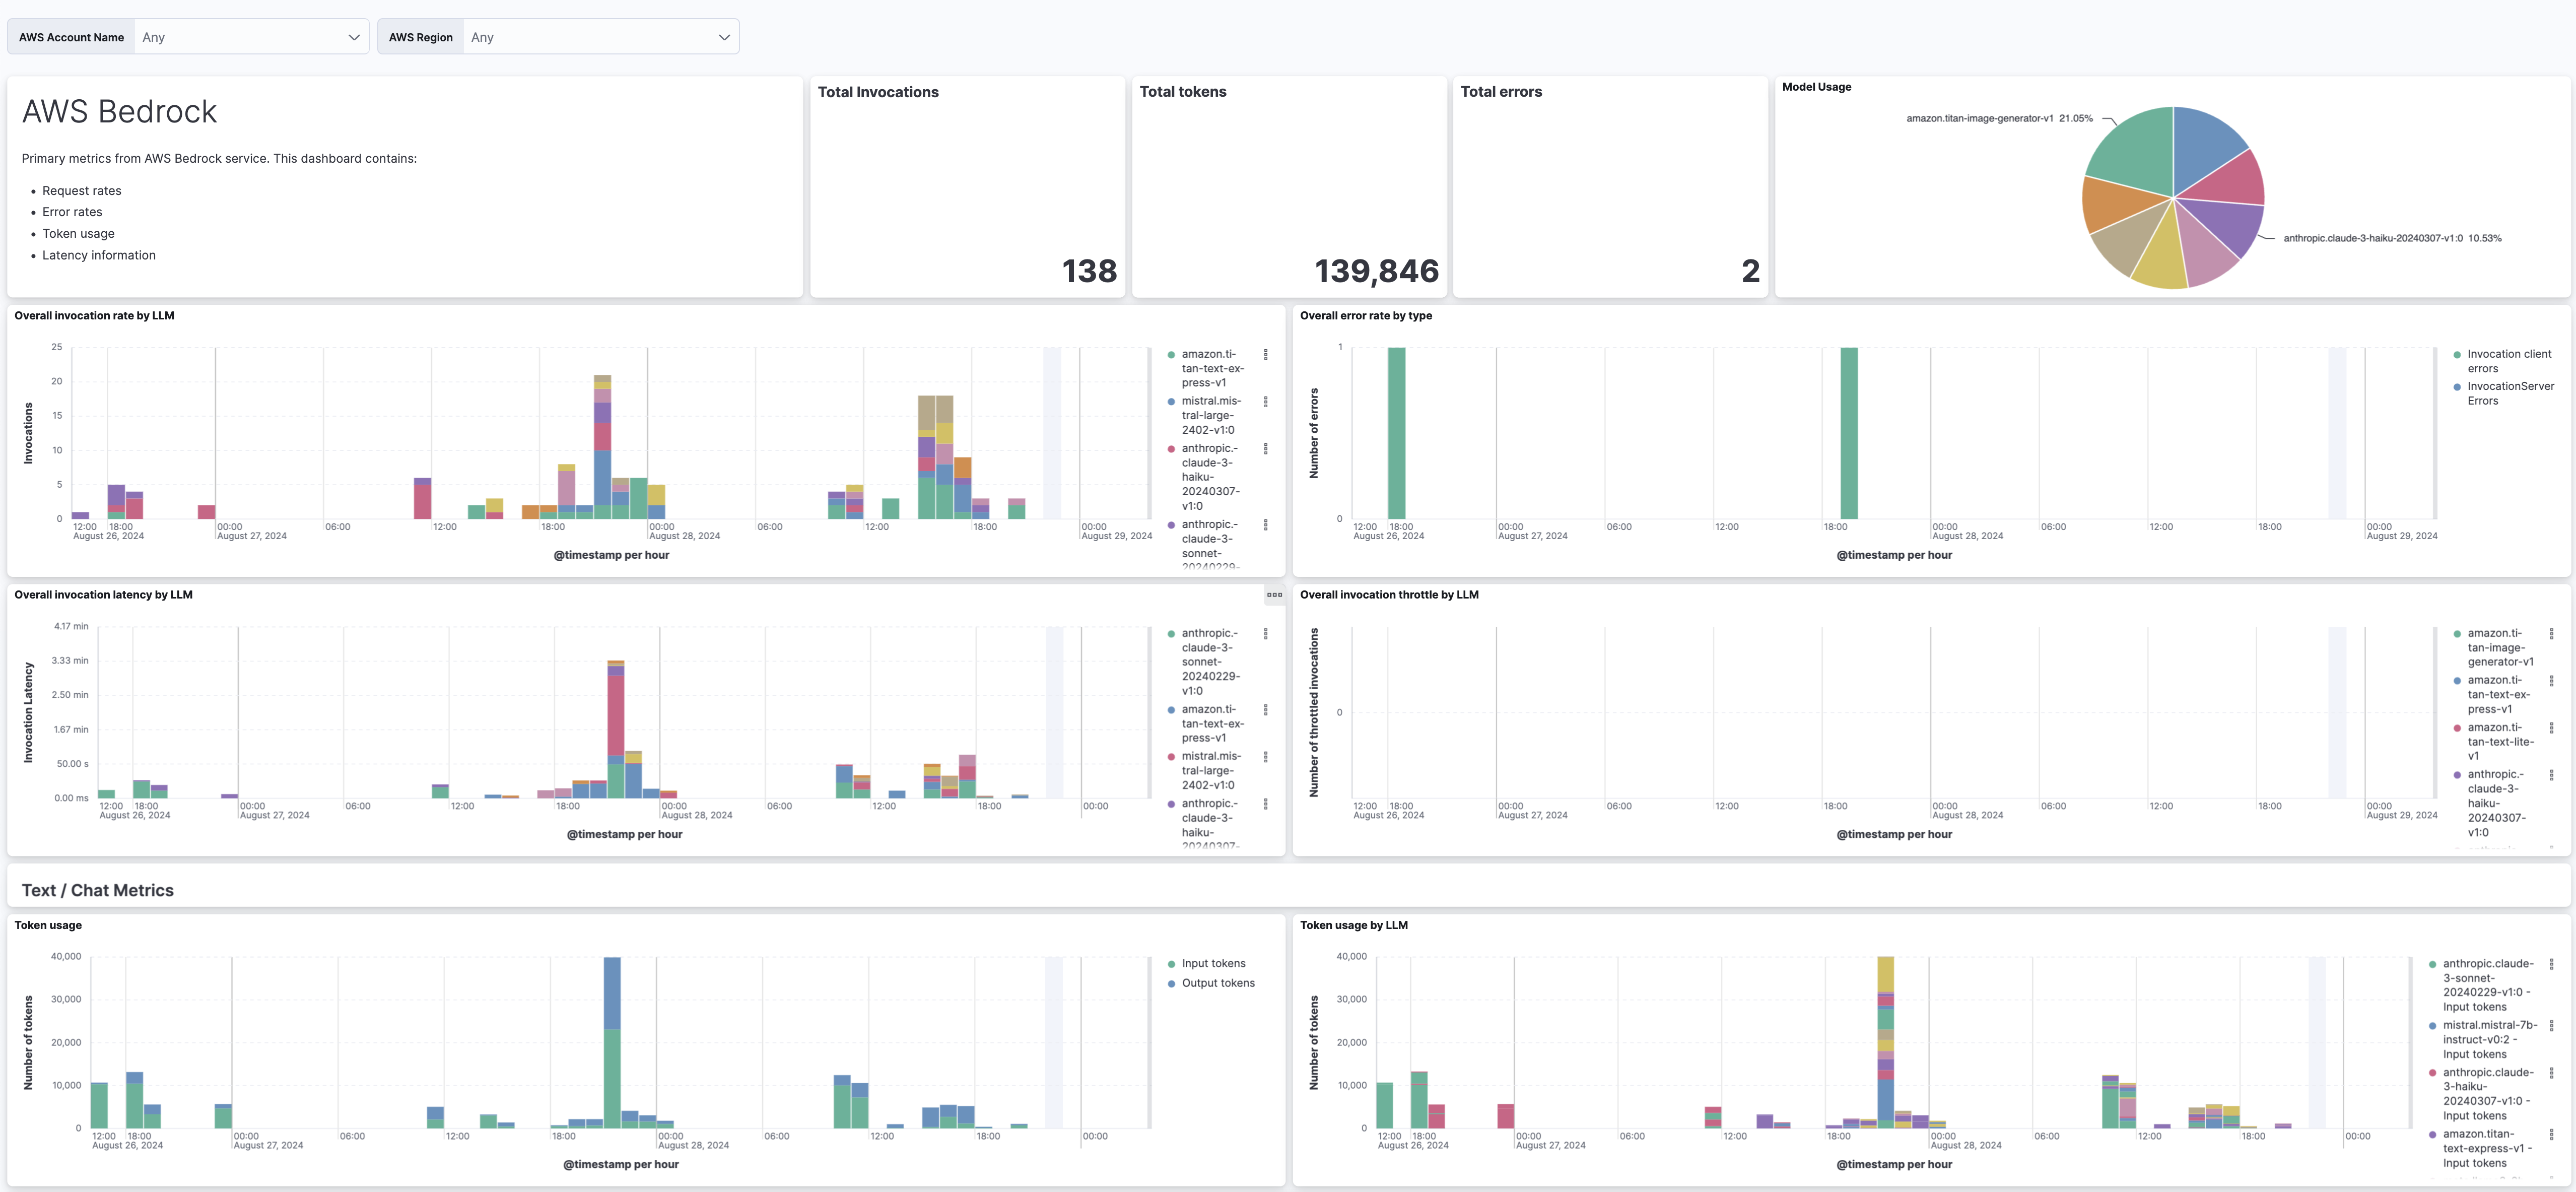 AWS Account Name Any
AWS Region Any
AWS Bedrock
Primary metrics from AWS Bedrock service. This dashboard contains:
• Request rates
• Error rates
• Token usage
• Latency information
Total Invocations
138
Total tokens
139,846
Total errors
2
Model Usage
amazon.titan-image-generator-v1 21.05%
anthropic.claude-3-haiku-20240307-v1:0 10.53%
Overall invocation rate by LLM
Invocations
25
20
15
10
5
0
12:00 18:00 00:00 06:00 12:00 18:00 00:00 06:00 12:00 18:00 00:00
August 26, 2024 August 27, 2024 August 28, 2024 August 29, 2024
@timestamp per hour
amazon.ti-
tan-text-ex-
press-v1
mistral.mis-
tral-large-
2402-v1:0
anthropic.-
claude-3-
haiku-
20240307-
v1:0
anthropic.-
claude-3-
sonnet-
20240229-
Overall error rate by type
Number of errors
1
0
12:00 18:00 00:00 06:00 12:00 18:00 00:00 06:00 12:00 18:00 00:00
August 26, 2024 August 27, 2024 August 28, 2024 August 29, 2024
@timestamp per hour
Invocation client
errors
InvocationServer
Errors
Overall invocation latency by LLM
Invocation Latency
4.17 min
3.33 min
2.50 min
1.67 min
50.00 s
0.00 ms
12:00 18:00 00:00 06:00 12:00 18:00 00:00 06:00 12:00 18:00 00:00
August 26, 2024 August 27, 2024 August 28, 2024
@timestamp per hour
anthropic.-
claude-3-
sonnet-
20240229-
v1:0
amazon.ti-
tan-text-ex-
press-v1
mistral.mis-
tral-large-
2402-v1:0
anthropic.-
claude-3-
haiku-
20240307-
Overall invocation throttle by LLM
Number of throttled invocations
0
12:00 18:00 00:00 06:00 12:00 18:00 00:00 06:00 12:00 18:00 00:00
August 26, 2024 August 27, 2024 August 28, 2024 August 29, 2024
@timestamp per hour
amazon.ti-
tan-image-
generator-v1
amazon.ti-
tan-text-ex-
press-v1
amazon.ti-
tan-text-lite-
v1
anthropic.-
claude-3-
haiku-
20240307-
v1:0
Text / Chat Metrics
Token usage
Number of tokens
40,000
30,000
20,000
10,000
0
12:00 18:00 00:00 06:00 12:00 18:00 00:00 06:00 12:00 18:00 00:00
August 26, 2024 August 27, 2024 August 28, 2024
@timestamp per hour
Input tokens
Output tokens
Token usage by LLM
Number of tokens
40,000
30,000
20,000
10,000
0
12:00 18:00 00:00 06:00 12:00 18:00 00:00 06:00 12:00 18:00 00:00
August 26, 2024 August 27, 2024 August 28, 2024
@timestamp per hour
anthropic.claude-
3-sonnet-
20240229-v1:0 -
Input tokens
mistral.mistral-7b-
instruct-v0:2 -
Input tokens
anthropic.claude-
3-haiku-
20240307-v1:0 -
Input tokens
amazon.titan-
text-express-v1 -
Input tokens